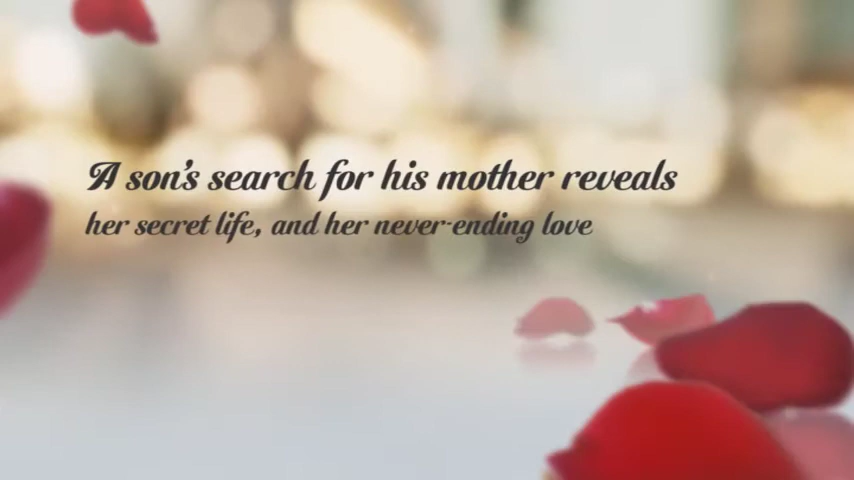 A son's search for his mother reveals
her secret life, and her never-ending love